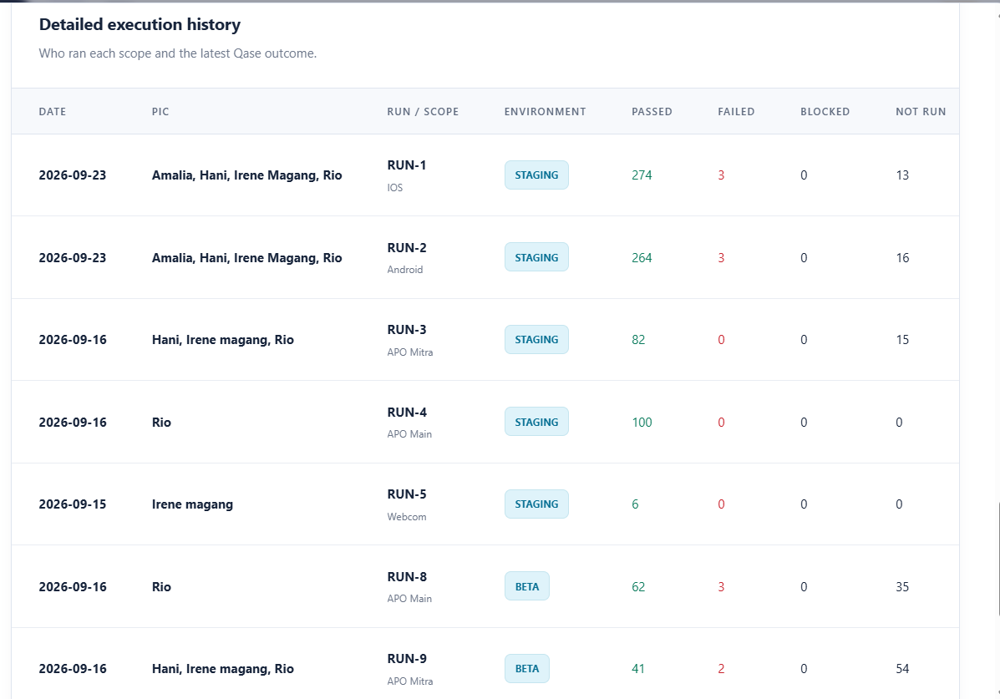 Detailed execution history
Who ran each scope and the latest Qase outcome.
DATE PIC RUN / SCOPE ENVIRONMENT PASSED FAILED BLOCKED NOT RUN
2026-09-23 Amalia, Hani, Irene Magang, Rio RUN-1 STAGING 274 3 0 13
IOS
2026-09-23 Amalia, Hani, Irene Magang, Rio RUN-2 STAGING 264 3 0 16
Android
2026-09-16 Hani, Irene magang, Rio RUN-3 STAGING 82 0 0 15
APO Mitra
2026-09-16 Rio RUN-4 STAGING 100 0 0 0
APO Main
2026-09-15 Irene magang RUN-5 STAGING 6 0 0 0
Webcom
2026-09-16 Rio RUN-8 BETA 62 3 0 35
APO Main
2026-09-16 Hani, Irene magang, Rio RUN-9 BETA 41 2 0 54
APO Mitra